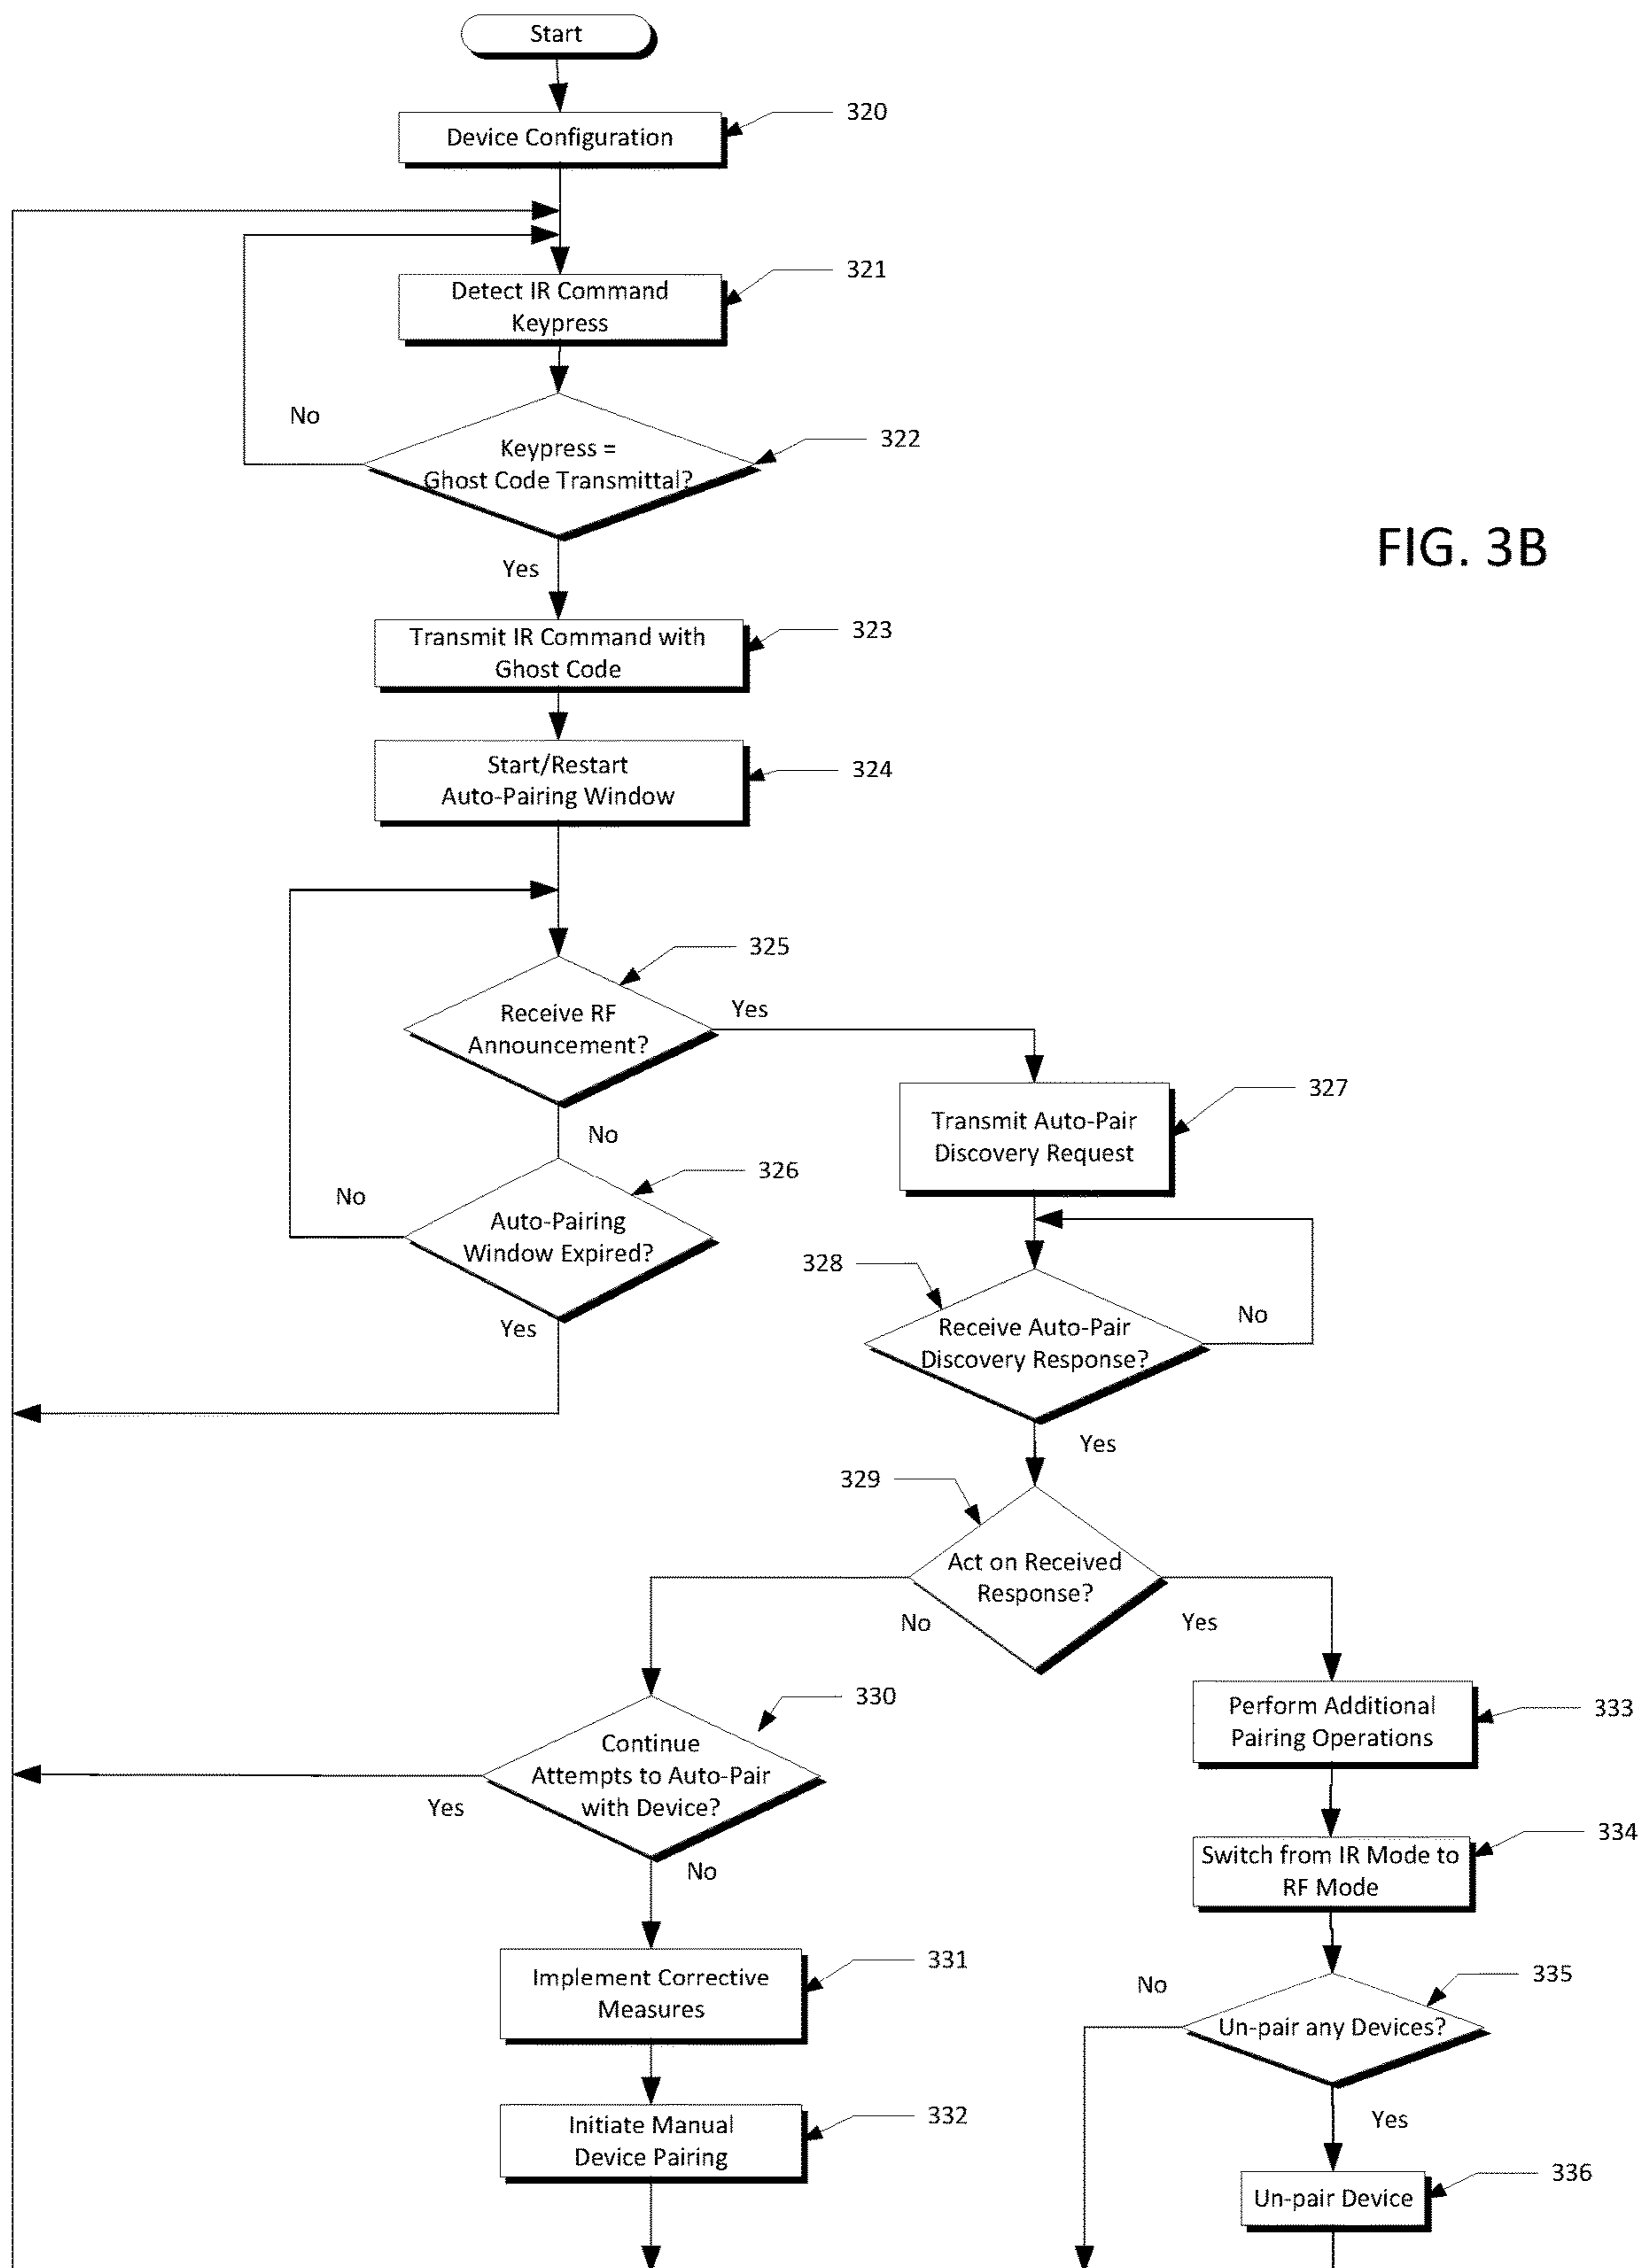 Start
320
Device Configuration
321
Detect IR Command
Keypress
No
322
Keypress =
Ghost Code Transmittal?
FIG. 3B
Yes
323
Transmit IR Command with
Ghost Code
324
Start/Restart
Auto-Pairing Window
325
Receive RF
Announcement?
Yes
327
Transmit Auto-Pair
Discovery Request
No
326
No
Auto-Pairing
Window Expired?
Yes
328
Receive Auto-Pair
Discovery Response?
No
Yes
329
Act on Received
Response?
No
Yes
330
Continue
Attempts to Auto-Pair
with Device?
Yes
No
333
Perform Additional
Pairing Operations
334
Switch from IR Mode to
RF Mode
331
Implement Corrective
Measures
335
No
Un-pair any Devices?
Yes
332
Initiate Manual
Device Pairing
336
Un-pair Device